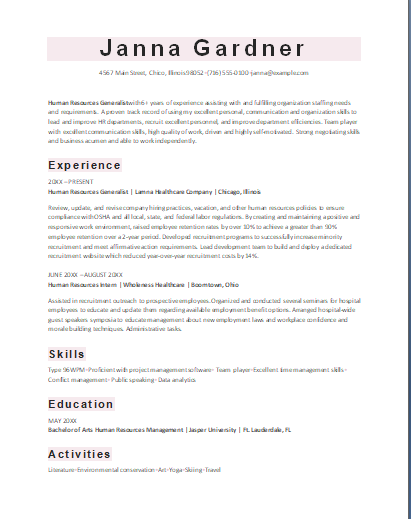 Janna Gardner
4567 Main Street, Chico, Illinois 98052 · (716) 555-0100 · janna@example.com
Human Resources Generalist with 6+ years of experience assisting with and fulfilling organization staffing needs
and requirements. A proven track record of using my excellent personal, communication and organization skills to
lead and improve HR departments, recruit excellent personnel, and improve department efficiencies. Team player
with excellent communication skills, high quality of work, driven and highly self-motivated. Strong negotiating skills
and business acumen and able to work independently.
Experience
20XX – PRESENT
Human Resources Generalist | Lamna Healthcare Company | Chicago, Illinois
Review, update, and revise company hiring practices, vacation, and other human resources policies to ensure
compliance with OSHA and all local, state, and federal labor regulations. By creating and maintaining a positive and
responsive work environment, raised employee retention rates by over 10% to achieve a greater than 90%
employee retention over a 2-year period. Developed recruitment programs to successfully increase minority
recruitment and meet affirmative action requirements. Lead development team to build and deploy a dedicated
recruitment website which reduced year-over-year recruitment costs by 14%.
JUNE 20XX – AUGUST 20XX
Human Resources Intern | Wholeness Healthcare | Boomtown, Ohio
Assisted in recruitment outreach to prospective employees. Organized and conducted several seminars for hospital
employees to educate and update them regarding available employment benefit options. Arranged hospital-wide
guest speakers symposia to educate management about new employment laws and workplace confidence and
morale building techniques. Administrative tasks.
Skills
Type 96 WPM · Proficient with project management software · Team player · Excellent time management skills ·
Conflict management · Public speaking · Data analytics
Education
MAY 20XX
Bachelor of Arts Human Resources Management | Jasper University | Ft. Lauderdale, FL
Activities
Literature · Environmental conservation · Art · Yoga · Skiing · Travel